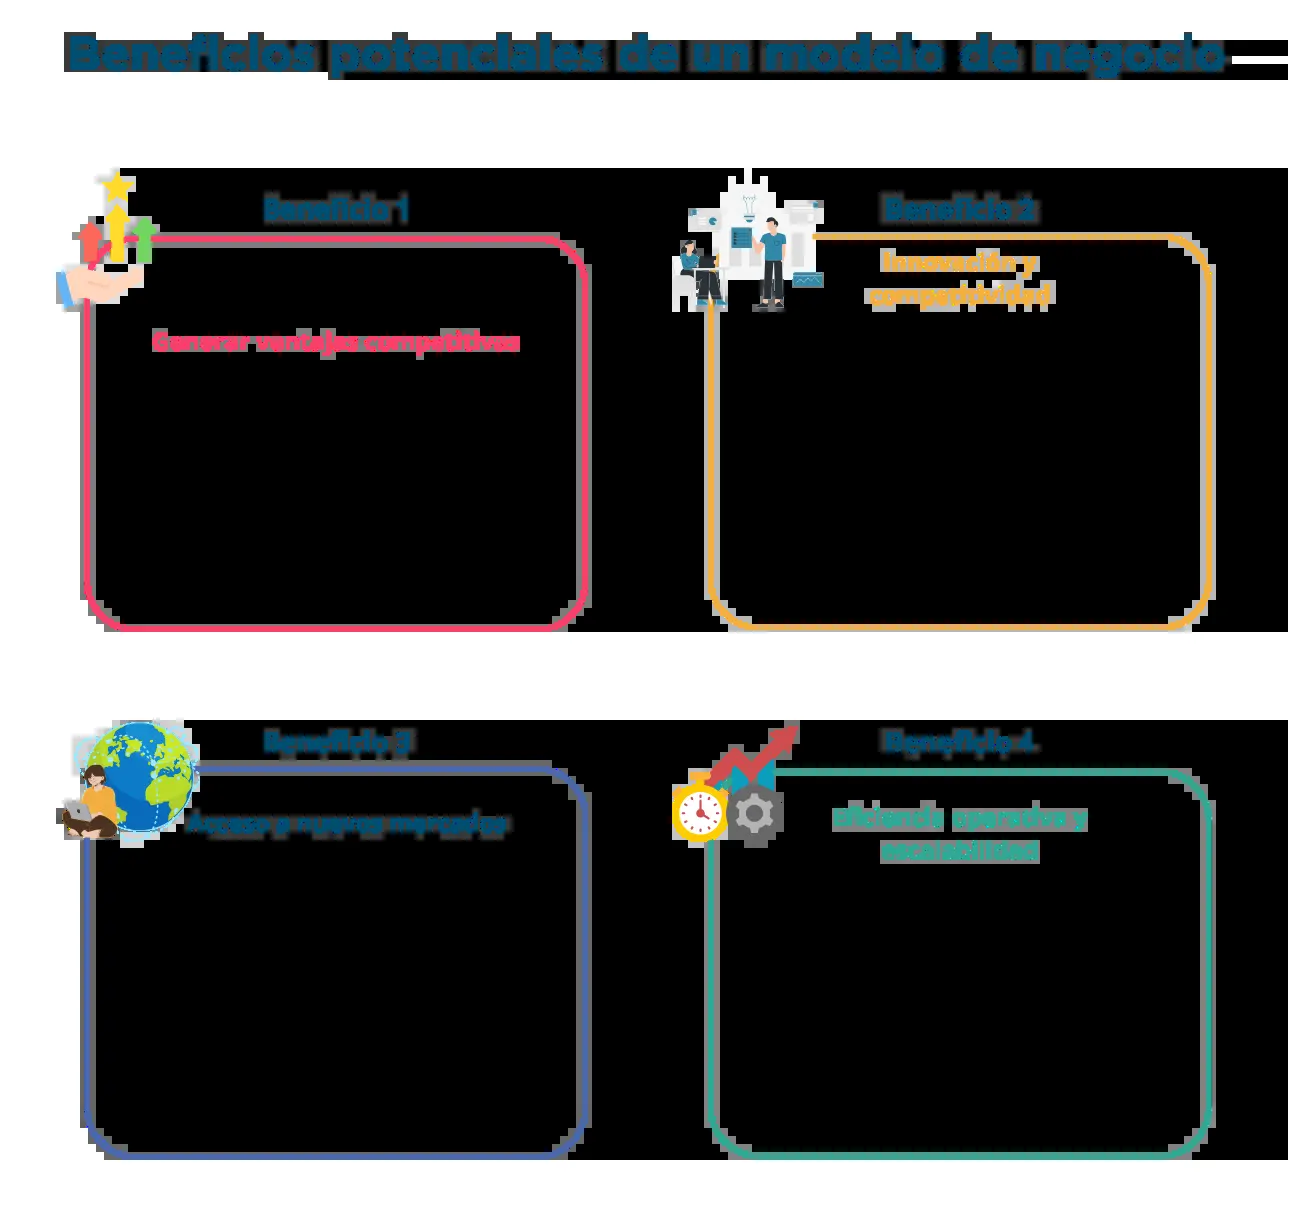 Beneficios potenciales de un modelo de negocio
Beneficio 1
Generar ventajas competitivas
Beneficio 2
Innovación y
competitividad
Beneficio 3
Acceso a nuevos mercados
Beneficio 4
Eficiencia operativa y
escalabilidad